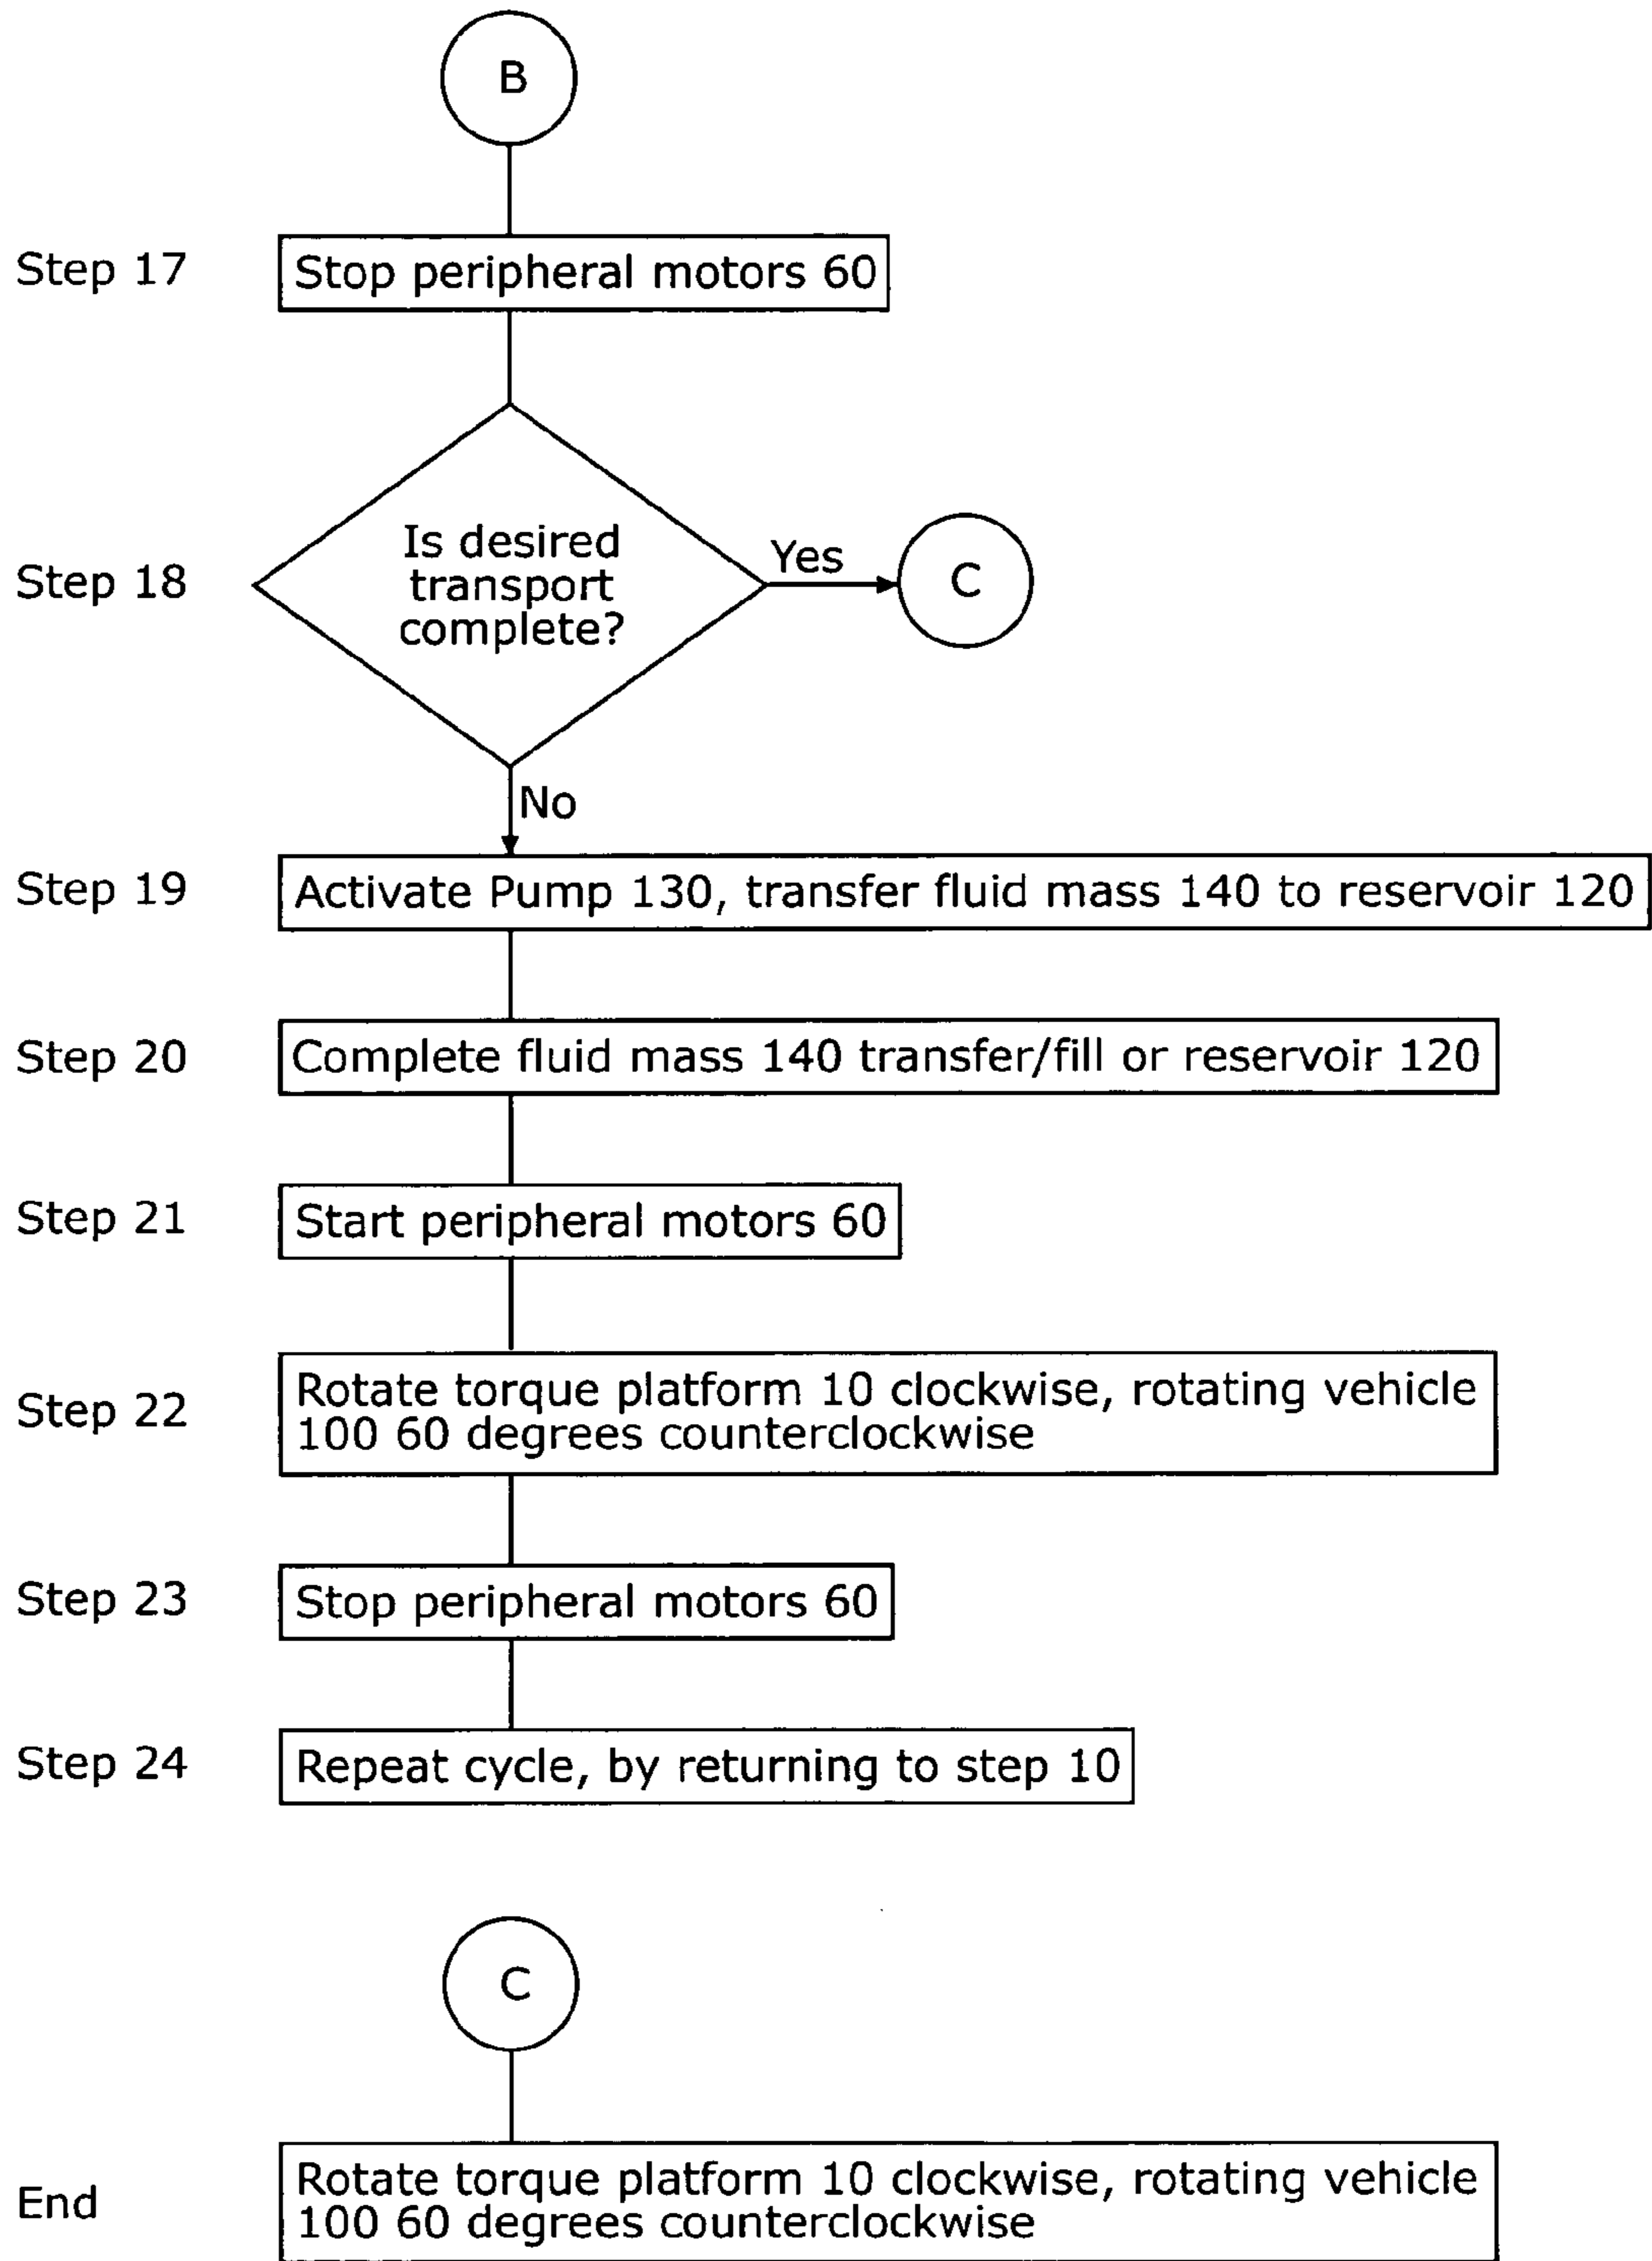 B
Step 17
Stop peripheral motors 60
Step 18
Is desired
transport
complete?
Yes
C
No
Step 19
Activate Pump 130, transfer fluid mass 140 to reservoir 120
Step 20
Complete fluid mass 140 transfer/fill or reservoir 120
Step 21
Start peripheral motors 60
Step 22
Rotate torque platform 10 clockwise, rotating vehicle
100 60 degrees counterclockwise
Step 23
Stop peripheral motors 60
Step 24
Repeat cycle, by returning to step 10
C
End
Rotate torque platform 10 clockwise, rotating vehicle
100 60 degrees counterclockwise